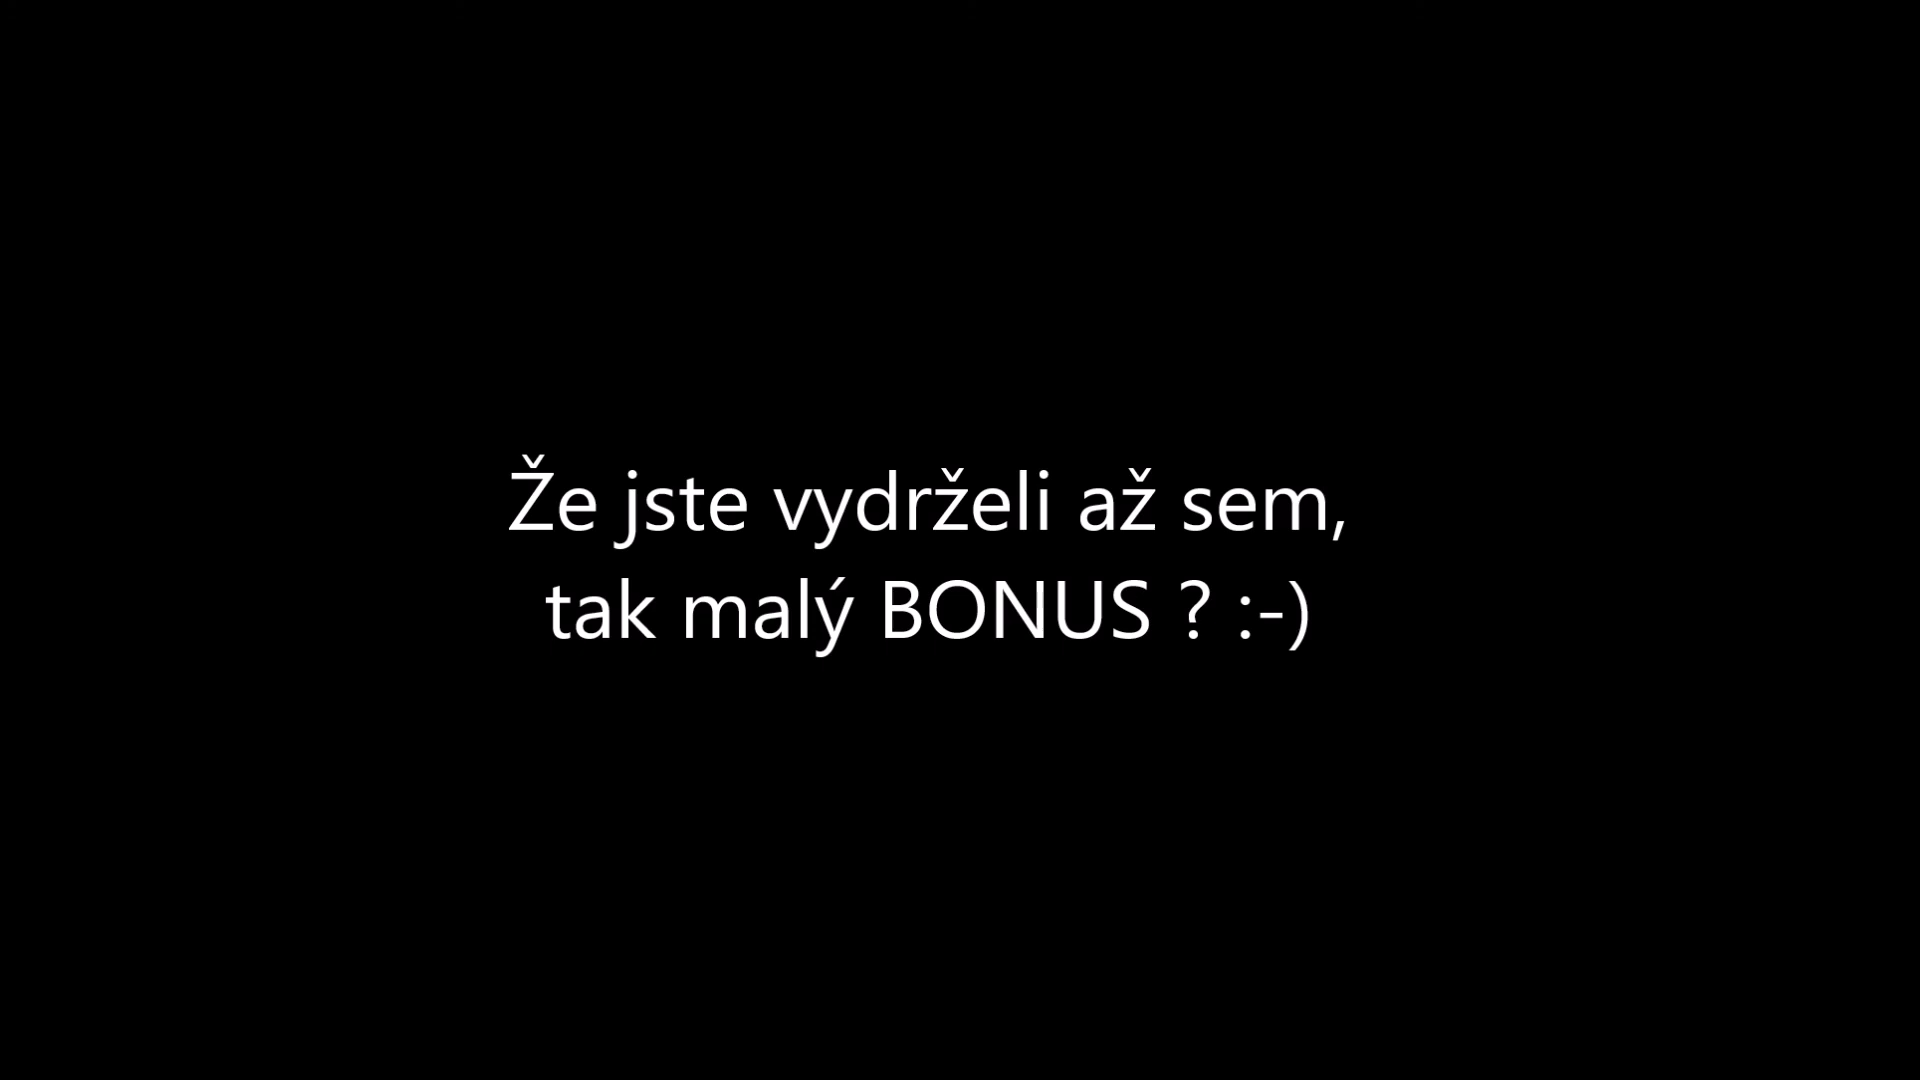 Že jste vydrželi až sem,
tak malý BONUS ? :-)